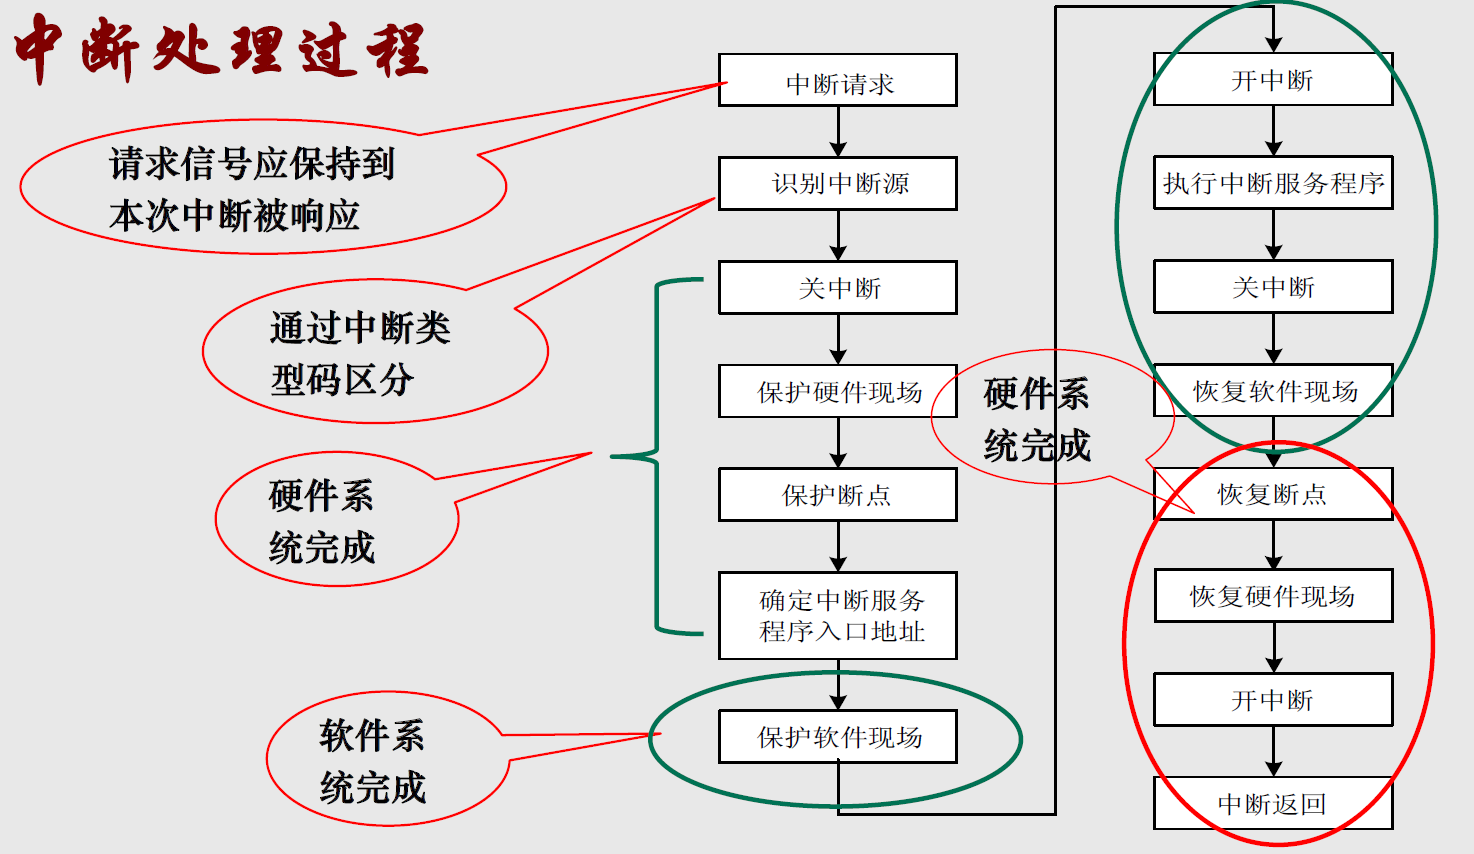 中断处理过程
请求信号应保持到
本次中断被响应
通过中断类
型码区分
硬件系
统完成
软件系
统完成
中断请求
识别中断源
关中断
保护硬件现场
保护断点
确定中断服务
程序入口地址
保护软件现场
硬件系
统完成
开中断
执行中断服务程序
关中断
恢复软件现场
恢复断点
恢复硬件现场
开中断
中断返回